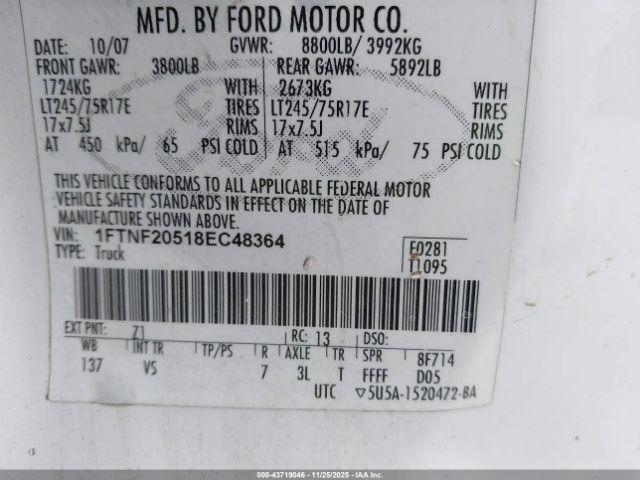 MFD. BY FORD MOTOR CO.
DATE: 10/07 GVWR: 8800LB/ 3992KG
FRONT GAWR: 3800LB REAR GAWR: 5892LB
1724KG WITH 2673KG WITH
LT245/75R17E TIRES LT245/75R17E TIRES
17x7.5J RIMS 17x7.5J RIMS
AT 450 kPa/ 65 PSI COLD AT 515 kPa/ 75 PSI COLD
THIS VEHICLE CONFORMS TO ALL APPLICABLE FEDERAL MOTOR
VEHICLE SAFETY STANDARDS IN EFFECT ON THE DATE OF
MANUFACTURE SHOWN ABOVE.
VIN: 1FTNF20518EC48364
TYPE: Truck
F0281
T1095
EXT PNT: Z1 RC: 13 DSO:
WB INT TR TP/PS R AXLE TR SPR 8F714
137 VS 7 3L T FFFF D05
UTC ▽5U5A-1520472-BA
000-43719046 - 11/25/2025 - IAA Inc.